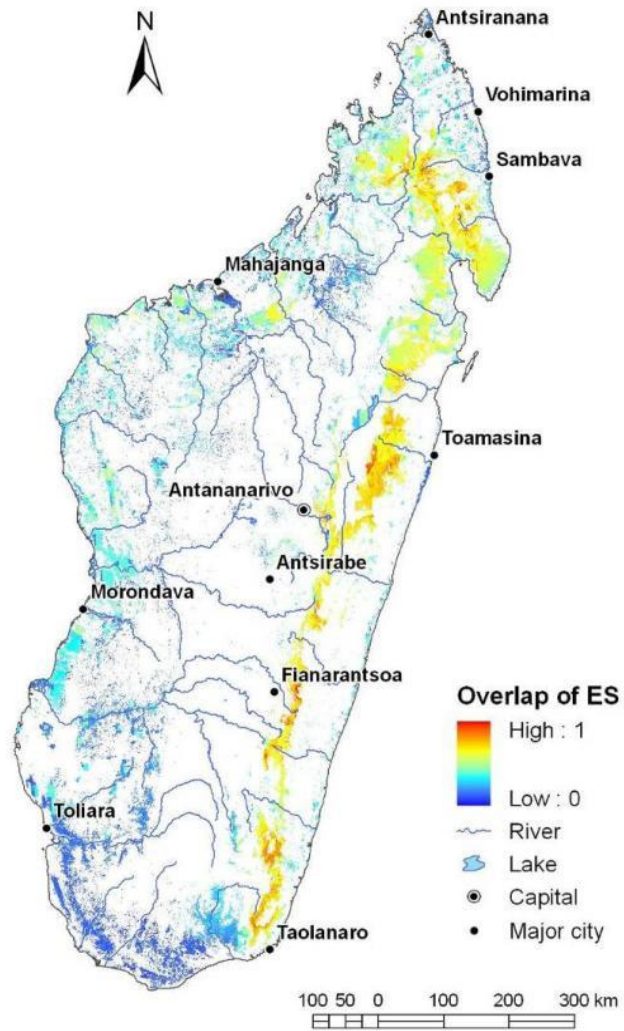 N
Antsiranana
Vohimarina
Sambava
Mahajanga
Toamasina
Antananarivo
Antsirabe
Morondava
Fianarantsoa
Toliara
Taolanaro
Overlap of ES
High : 1
Low : 0
River
Lake
Capital
Major city
100 50 0 100 200 300 km